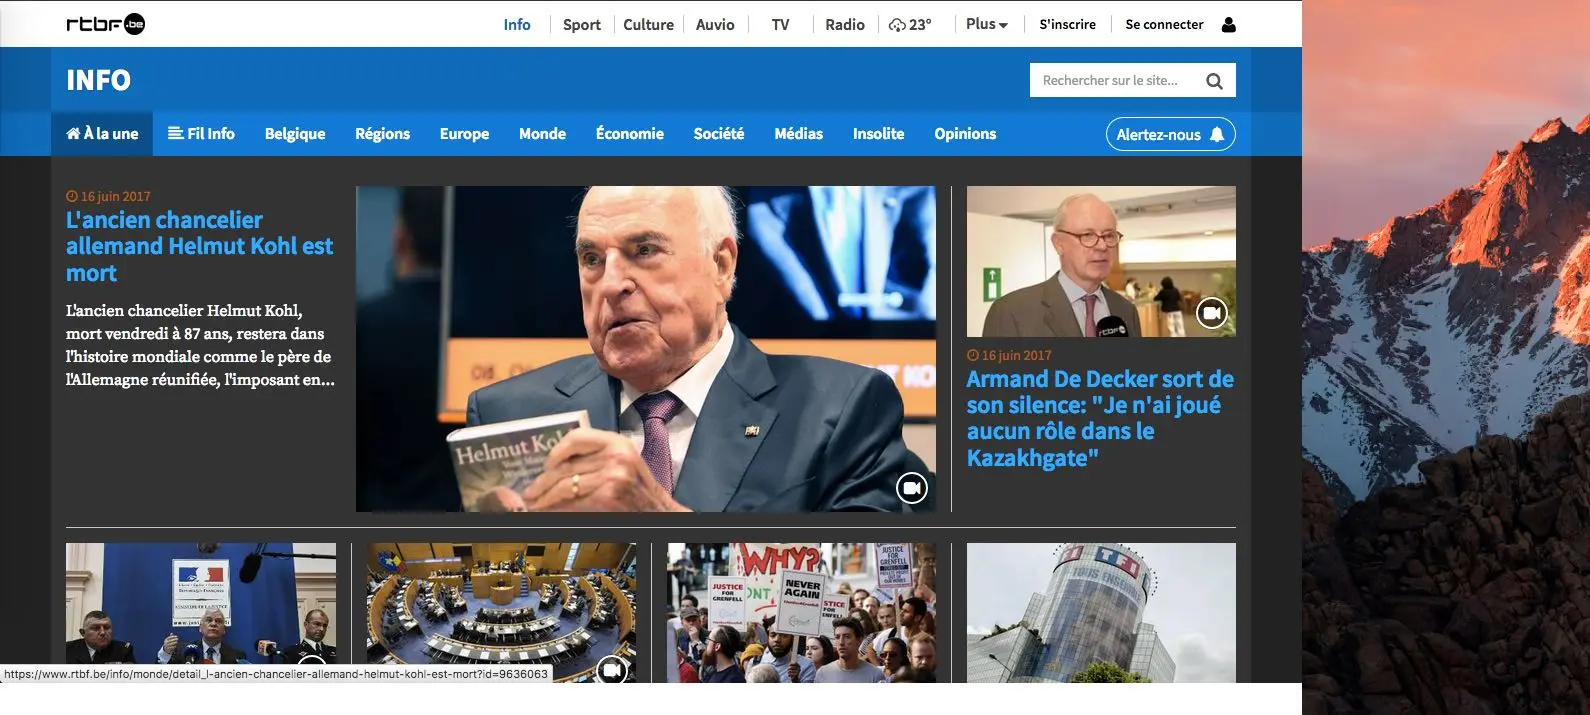 rtbf.be
Info
Sport
Culture
Auvio
TV
Radio
23°
Plus
S'inscrire
Se connecter
INFO
Rechercher sur le site...
À la une
Fil Info
Belgique
Régions
Europe
Monde
Économie
Société
Médias
Insolite
Opinions
Alertez-nous
16 juin 2017
L'ancien chancelier
allemand Helmut Kohl est
mort
L'ancien chancelier Helmut Kohl,
mort vendredi à 87 ans, restera dans
l'histoire mondiale comme le père de
l'Allemagne réunifiée, l'imposant en...
Helmut Kohl
rtbf
16 juin 2017
Armand De Decker sort de
son silence: "Je n'ai joué
aucun rôle dans le
Kazakhgate"
WHY?
JUSTICE
FOR
GRENFELL
NEVER
AGAIN
JUSTICE
FOR
GRENFELL
TF1
https://www.rtbf.be/info/monde/detail_l-ancien-chancelier-allemand-helmut-kohl-est-mort?id=9636063